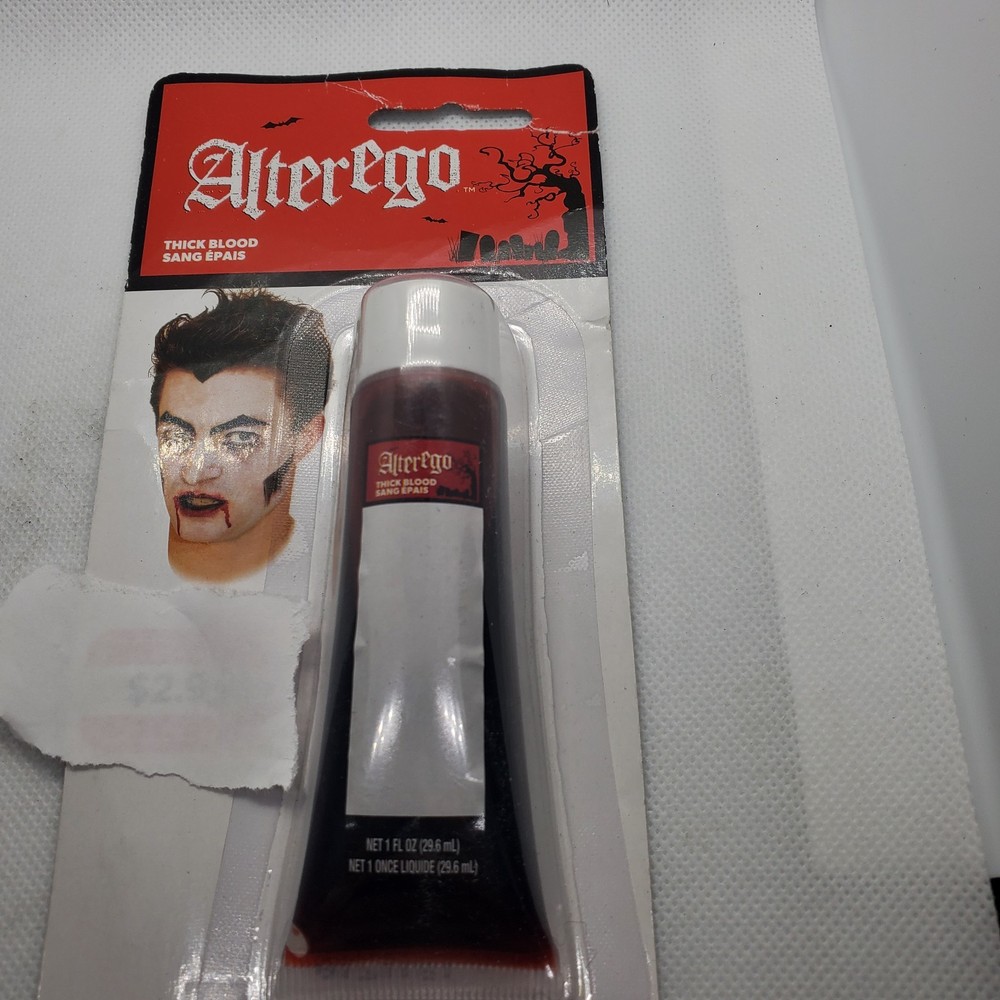 Alterego™
THICK BLOOD
SANG ÉPAIS
Alterego
THICK BLOOD
SANG ÉPAIS
NET 1 FL OZ (29.6 mL)
NET 1 ONCE LIQUIDE (29.6 mL)